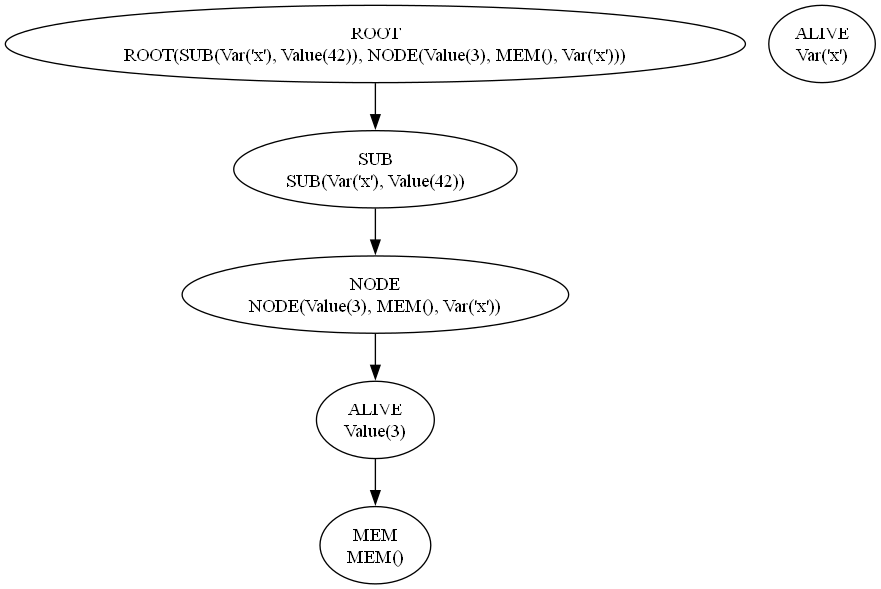 ROOT
ROOT(SUB(Var('x'), Value(42)), NODE(Value(3), MEM(), Var('x')))
ALIVE
Var('x')
SUB
SUB(Var('x'), Value(42))
NODE
NODE(Value(3), MEM(), Var('x'))
ALIVE
Value(3)
MEM
MEM()